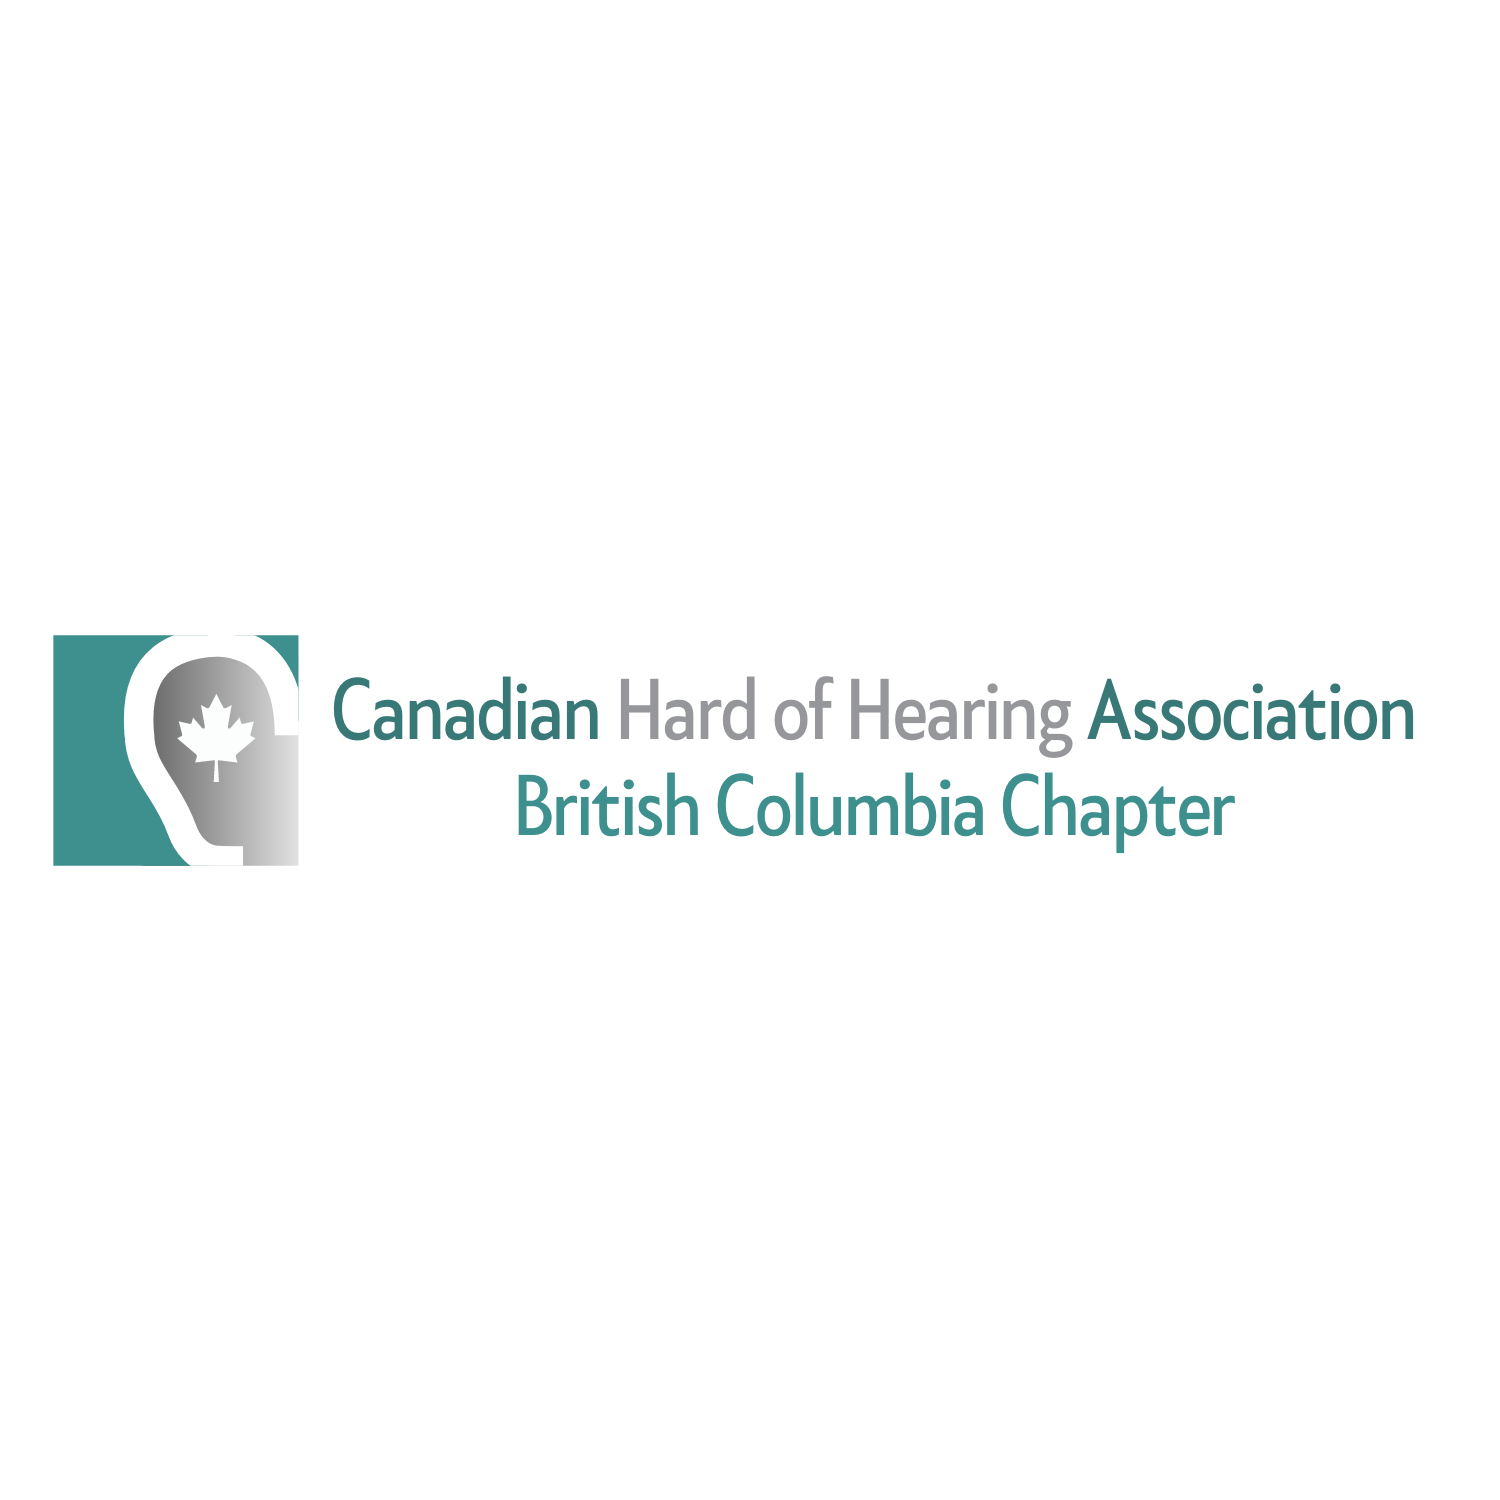 Canadian Hard of Hearing Association
British Columbia Chapter